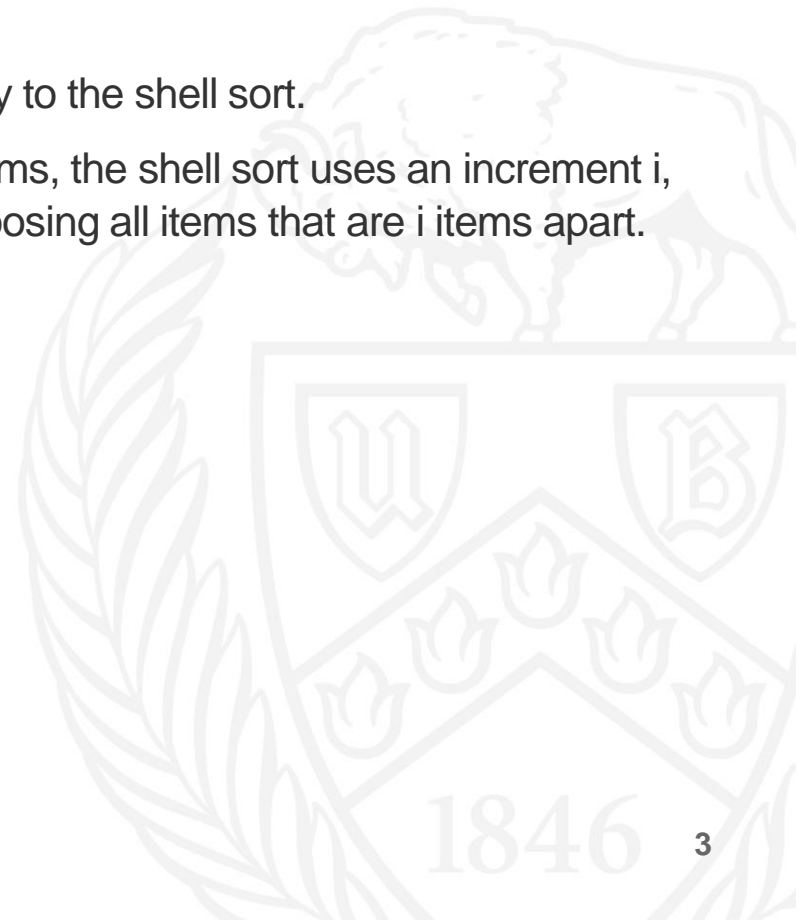 y to the shell sort.
ms, the shell sort uses an increment i,
osing all items that are i items apart.
U B
1846
3